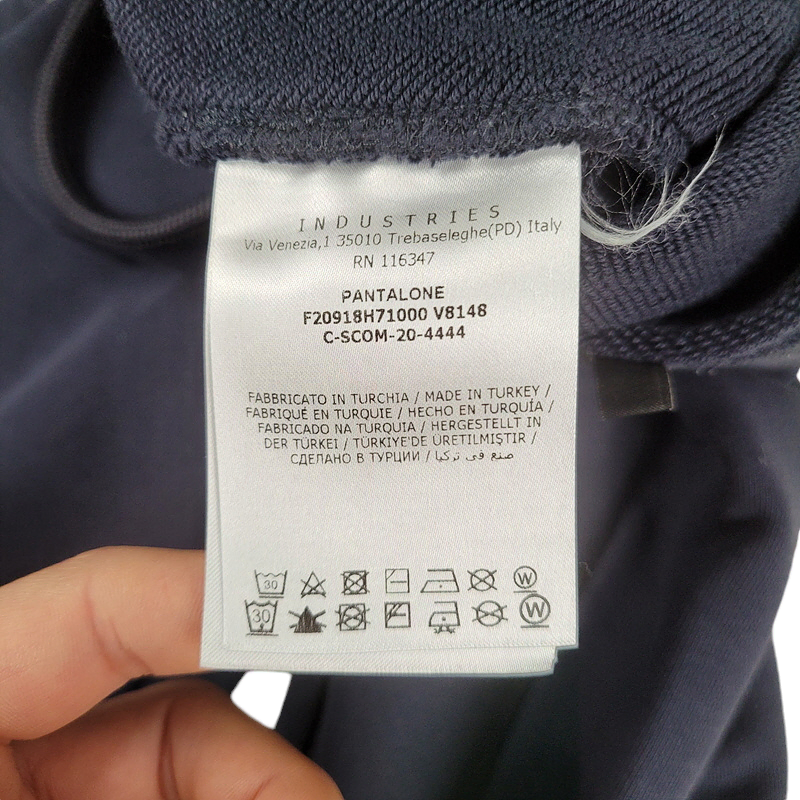 INDUSTRIES
Via Venezia,1 35010 Trebaseleghe(PD) Italy
RN 116347
PANTALONE
F20918H71000 V8148
C-SCOM-20-4444
FABBRICATO IN TURCHIA / MADE IN TURKEY /
FABRIQUÉ EN TURQUIE / HECHO EN TURQUÍA /
FABRICADO NA TURQUIA / HERGESTELLT IN
DER TÜRKEI / TÜRKİYE'DE ÜRETİLMİŞTİR /
СДЕЛАНО В ТУРЦИИ / صنع في تركيا
30 W
30 W